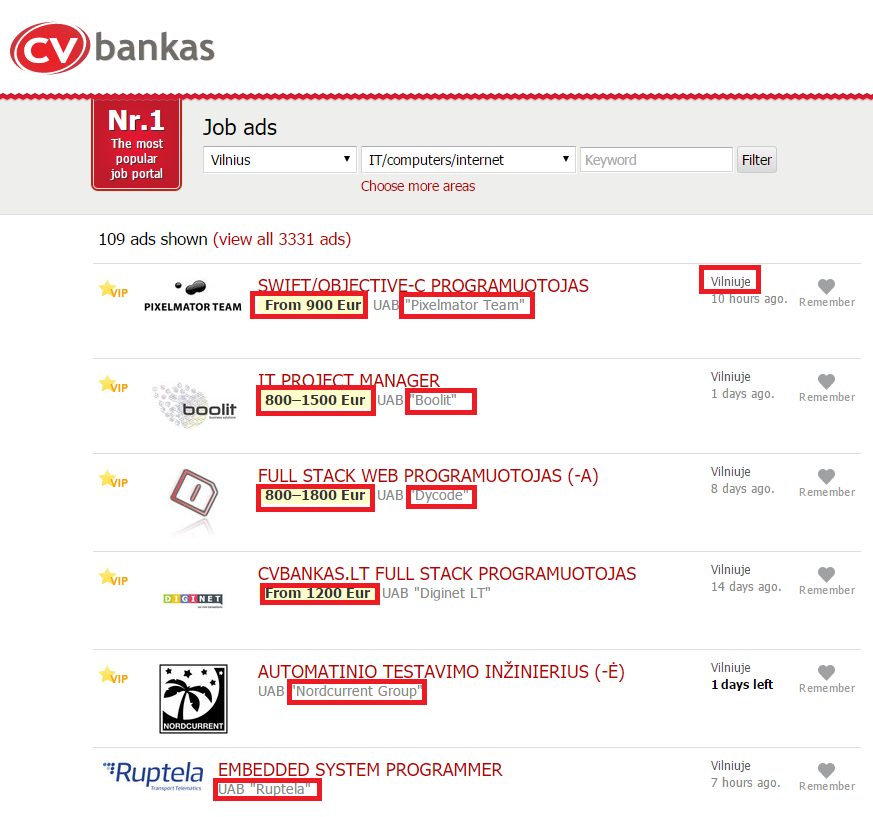 CV bankas
Nr.1
The most
popular
job portal
Job ads
Vilnius
IT/computers/internet
Keyword
Filter
Choose more areas
109 ads shown (view all 3331 ads)
VIP
PIXELMATOR TEAM
SWIFT/OBJECTIVE-C PROGRAMUOTOJAS
From 900 Eur UAB "Pixelmator Team"
Vilniuje
10 hours ago.
Remember
VIP
boolit
IT PROJECT MANAGER
800–1500 Eur UAB "Boolit"
Vilniuje
1 days ago.
Remember
VIP
FULL STACK WEB PROGRAMUOTOJAS (-A)
800–1800 Eur UAB "Dycode"
Vilniuje
8 days ago.
Remember
VIP
DIGINET
CVBANKAS.LT FULL STACK PROGRAMUOTOJAS
From 1200 Eur UAB "Diginet LT"
Vilniuje
14 days ago.
Remember
VIP
NORDCURRENT
AUTOMATINIO TESTAVIMO INŽINIERIUS (-Ė)
UAB "Nordcurrent Group"
Vilniuje
1 days left
Remember
Ruptela
Transport Telematics
EMBEDDED SYSTEM PROGRAMMER
UAB "Ruptela"
Vilniuje
7 hours ago.
Remember